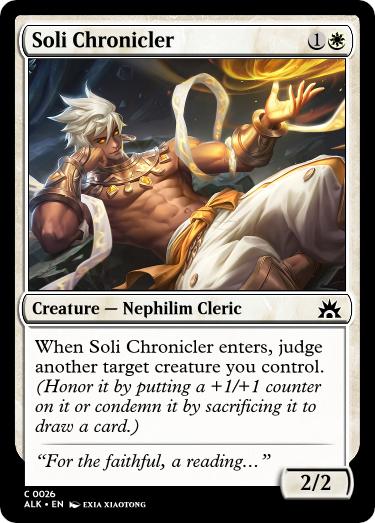 Soli Chronicler 1
Creature — Nephilim Cleric
When Soli Chronicler enters, judge
another target creature you control.
(Honor it by putting a +1/+1 counter
on it or condemn it by sacrificing it to
draw a card.)
“For the faithful, a reading…”
2/2
C 0026
ALK • EN EXIA XIAOTONG